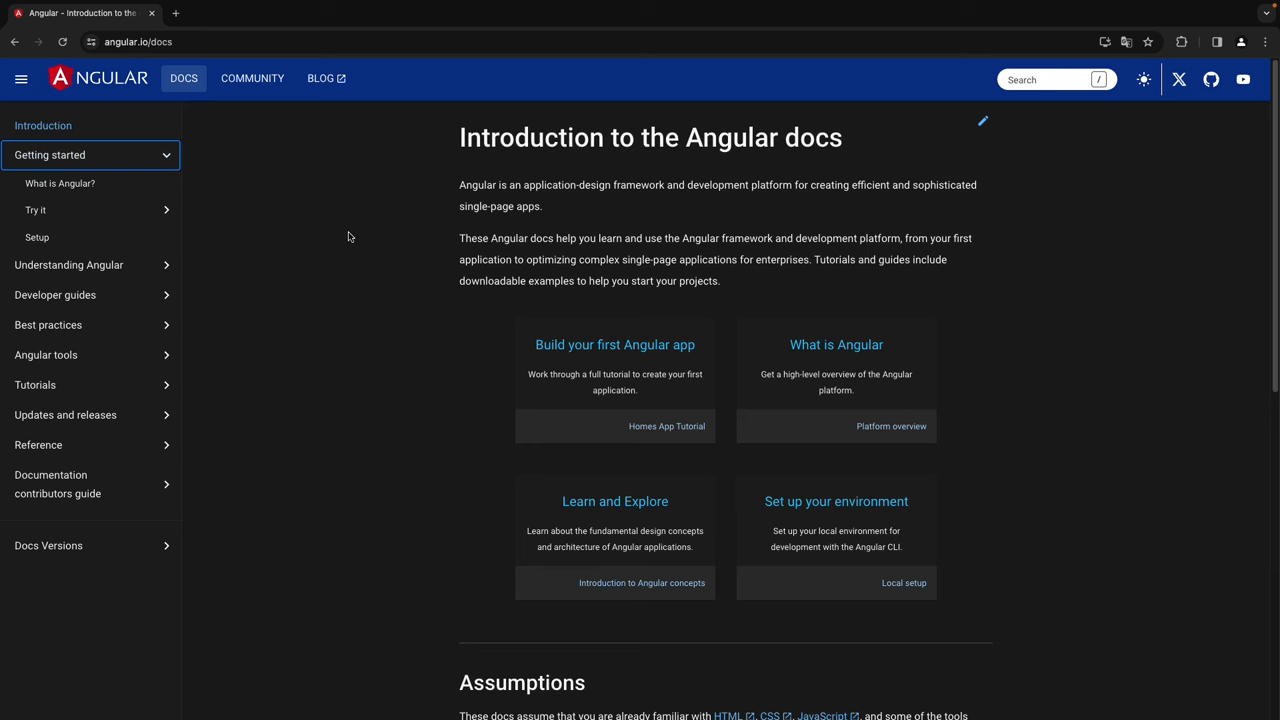 Angular - Introduction to the
angular.io/docs
ANGULAR
DOCS
COMMUNITY
BLOG
Search
/
Introduction
Getting started
What is Angular?
Try it
Setup
Understanding Angular
Developer guides
Best practices
Angular tools
Tutorials
Updates and releases
Reference
Documentation
contributors guide
Docs Versions
Introduction to the Angular docs
Angular is an application-design framework and development platform for creating efficient and sophisticated
single-page apps.
These Angular docs help you learn and use the Angular framework and development platform, from your first
application to optimizing complex single-page applications for enterprises. Tutorials and guides include
downloadable examples to help you start your projects.
Build your first Angular app
Work through a full tutorial to create your first
application.
Homes App Tutorial
What is Angular
Get a high-level overview of the Angular
platform.
Platform overview
Learn and Explore
Learn about the fundamental design concepts
and architecture of Angular applications.
Introduction to Angular concepts
Set up your environment
Set up your local environment for
development with the Angular CLI.
Local setup
Assumptions
These docs assume that you are already familiar with HTML, CSS, JavaScript, and some of the tools